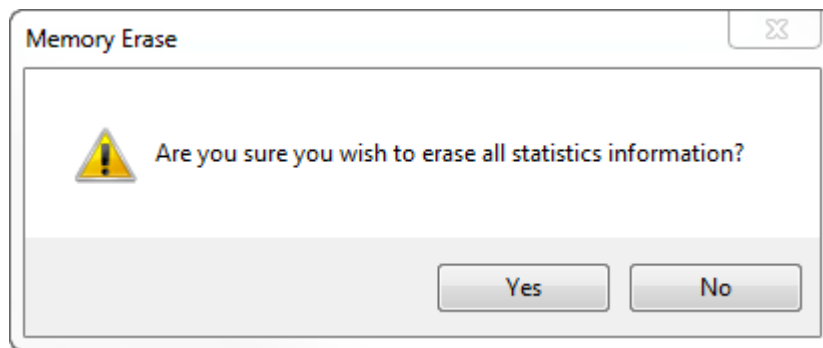 Memory Erase
Are you sure you wish to erase all statistics information?
Yes No